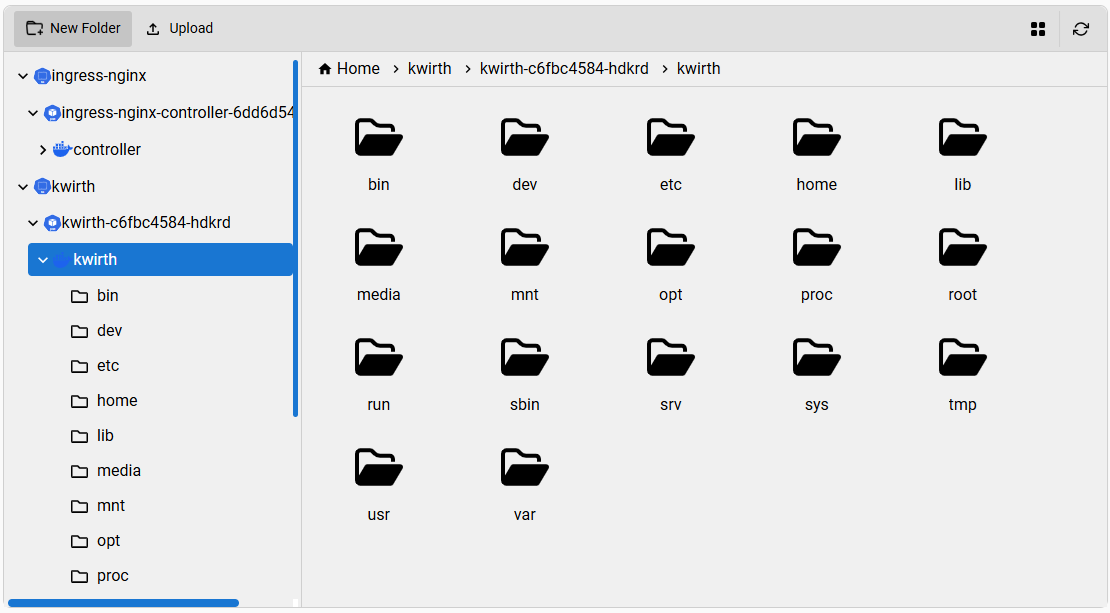 New Folder Upload
ingress-nginx
ingress-nginx-controller-6dd6d54
controller
kwirth
kwirth-c6fbc4584-hdkrd
kwirth
bin
dev
etc
home
lib
media
mnt
opt
proc
Home kwirth kwirth-c6fbc4584-hdkrd kwirth
bin dev etc home lib
media mnt opt proc root
run sbin srv sys tmp
usr var